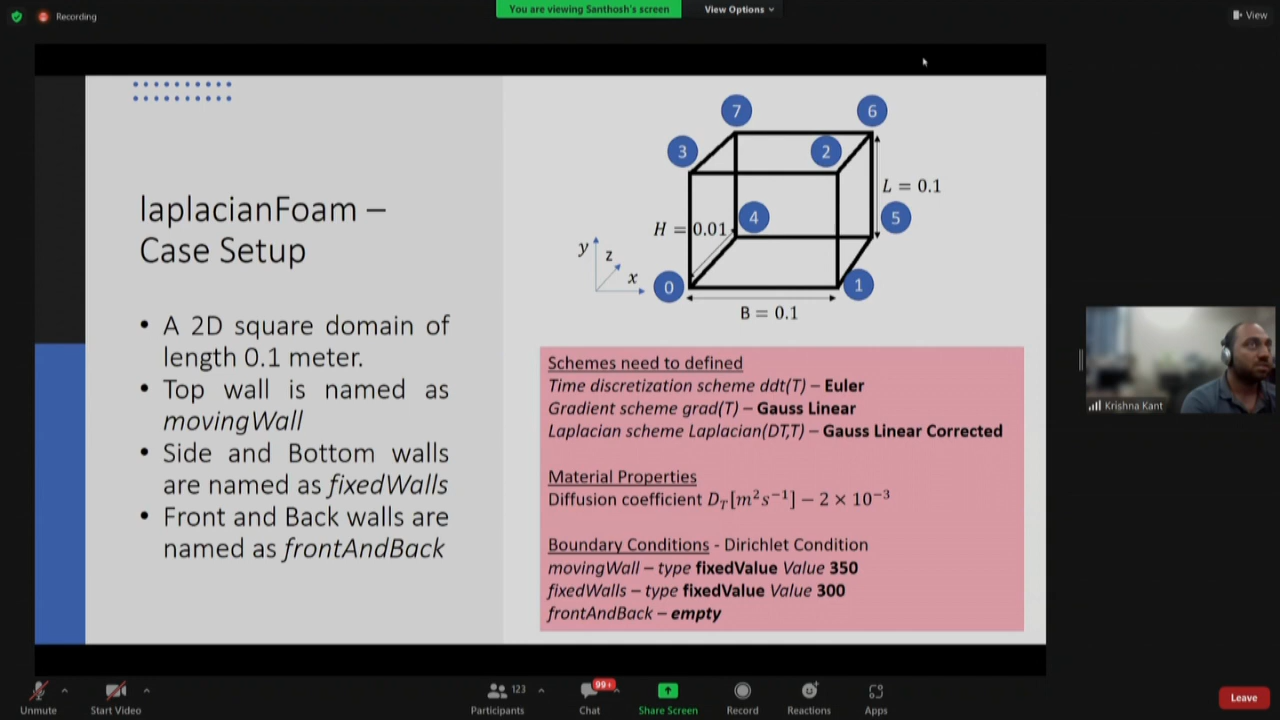 Recording
You are viewing Santhosh's screen
View Options
View
laplacianFoam –
Case Setup
• A 2D square domain of
length 0.1 meter.
• Top wall is named as
movingWall
• Side and Bottom walls
are named as fixedWalls
• Front and Back walls are
named as frontAndBack
7
6
3
2
L = 0.1
4
5
H = 0.01
y
z
x
0
1
B = 0.1
Schemes need to defined
Time discretization scheme ddt(T) – Euler
Gradient scheme grad(T) – Gauss Linear
Laplacian scheme Laplacian(DT,T) – Gauss Linear Corrected
Material Properties
Diffusion coefficient D_T[m²s⁻¹] – 2 × 10⁻³
Boundary Conditions - Dirichlet Condition
movingWall – type fixedValue Value 350
fixedWalls – type fixedValue Value 300
frontAndBack – empty
Krishna Kant
Unmute
Start Video
Participants
123
Chat
99+
Share Screen
Record
Reactions
Apps
Leave